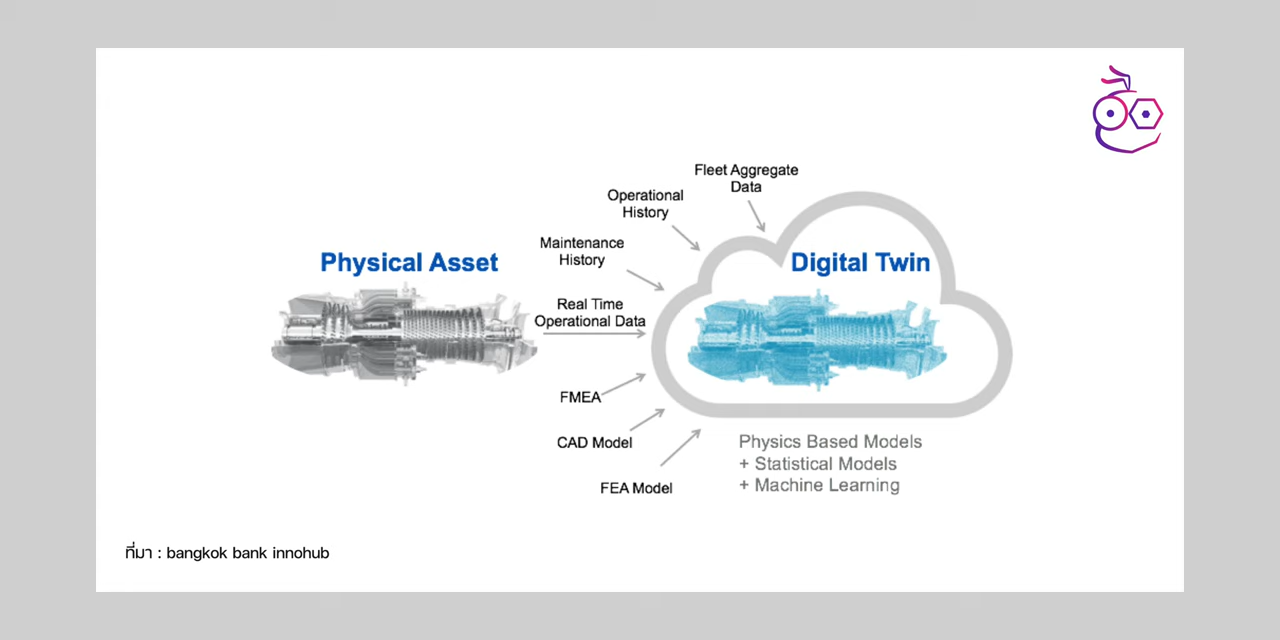 Fleet Aggregate
Data
Operational
History
Maintenance
History
Physical Asset
Digital Twin
Real Time
Operational Data
FMEA
CAD Model
FEA Model
Physics Based Models
+ Statistical Models
+ Machine Learning
ที่มา : bangkok bank innohub